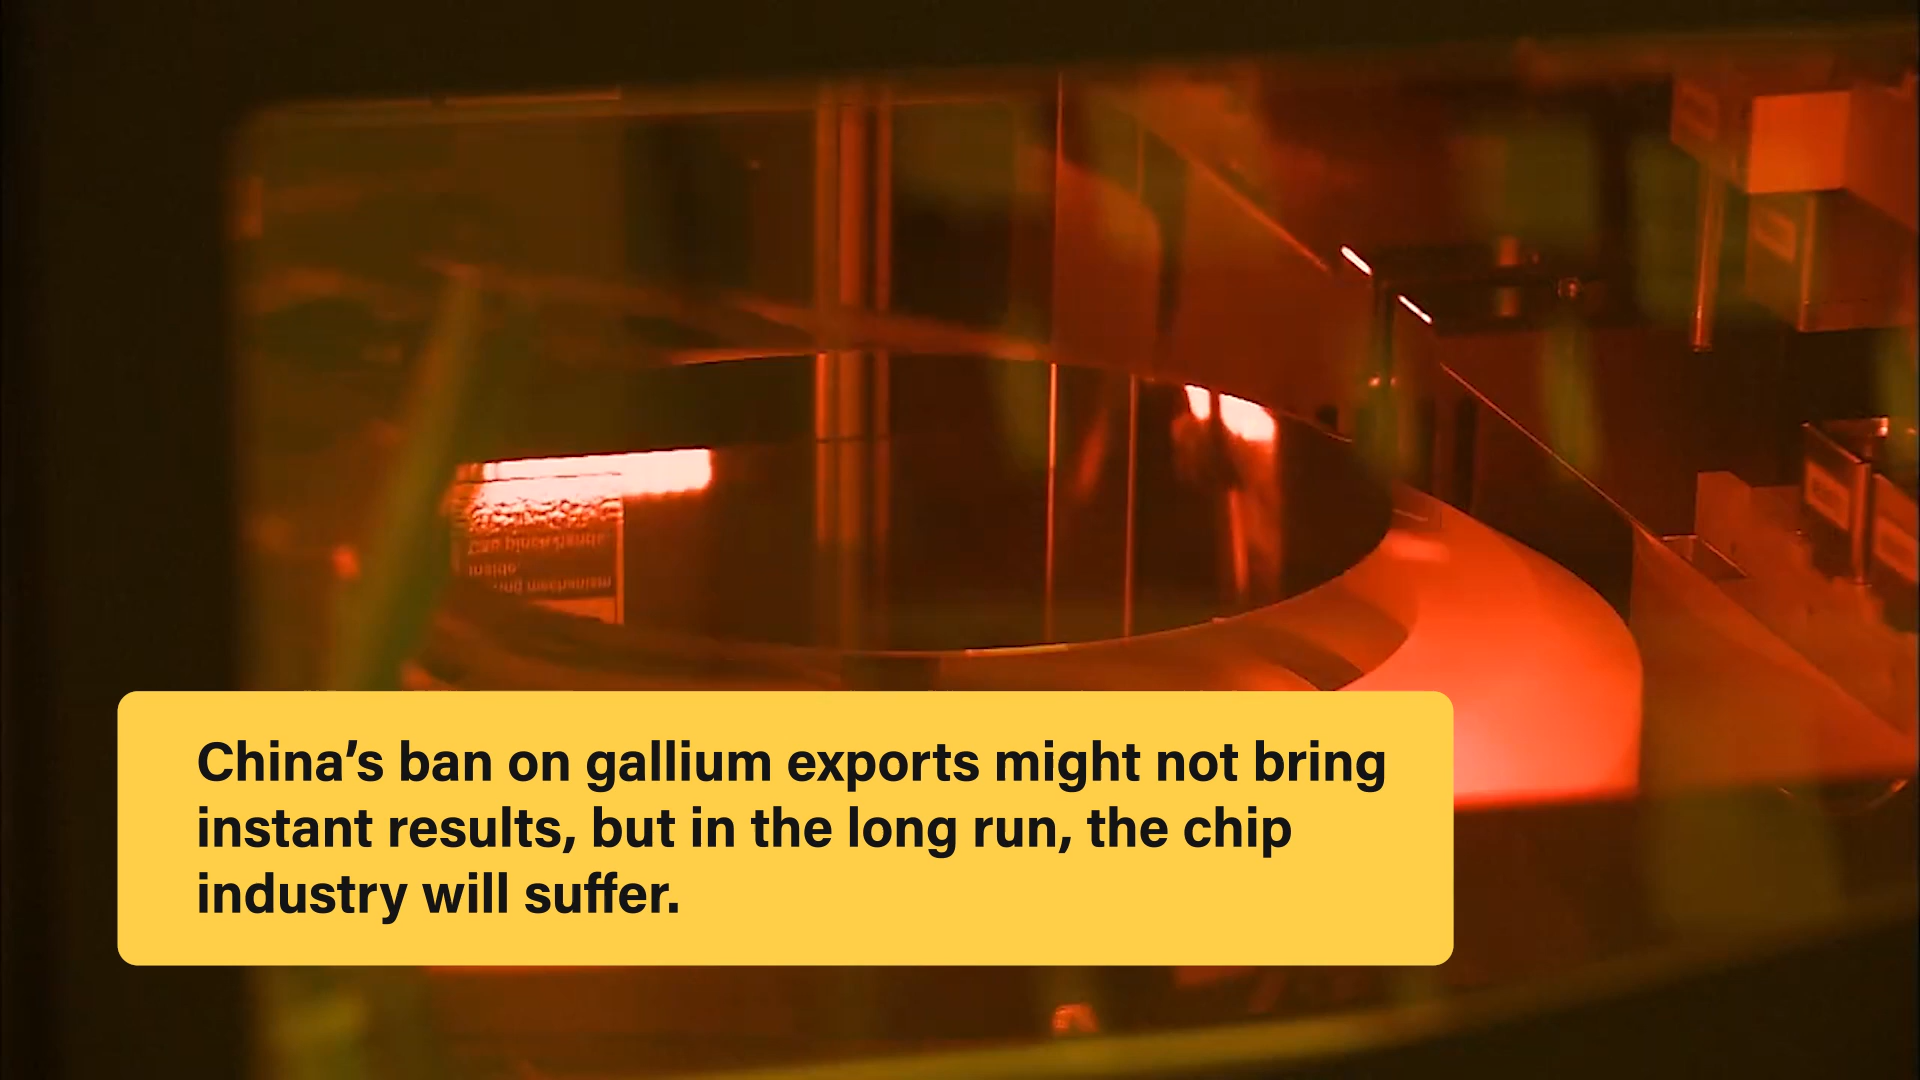 China’s ban on gallium exports might not bring
instant results, but in the long run, the chip
industry will suffer.